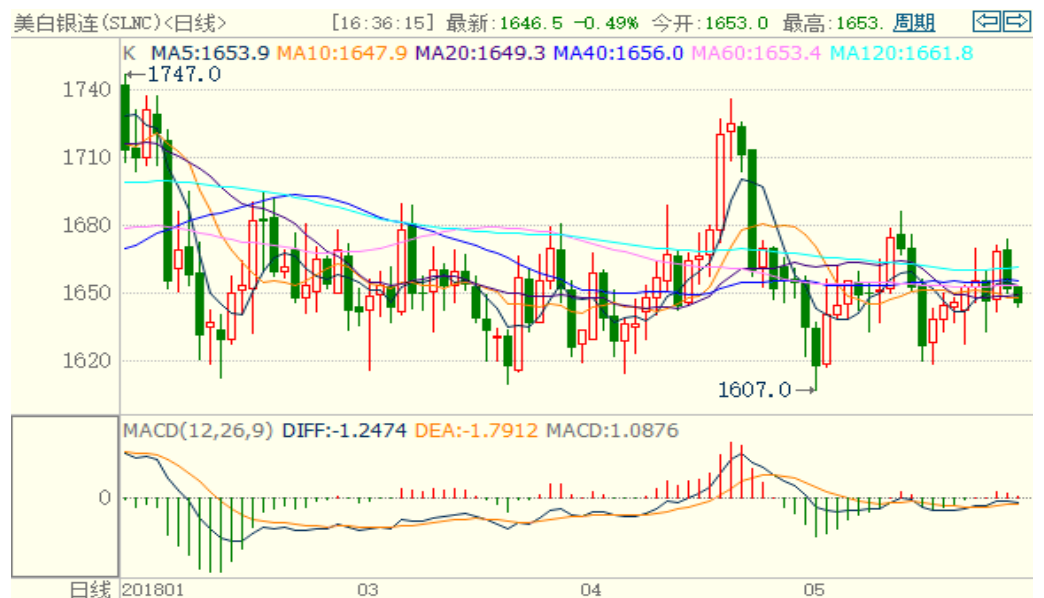 美白银连(SLNC)<日线> [16:36:15] 最新:1646.5 -0.49% 今开:1653.0 最高:1653. 周期
K MA5:1653.9 MA10:1647.9 MA20:1649.3 MA40:1656.0 MA60:1653.4 MA120:1661.8
←1747.0
1740
1710
1680
1650
1620
1607.0→
MACD(12,26,9) DIFF:-1.2474 DEA:-1.7912 MACD:1.0876
0
日线 201801 03 04 05